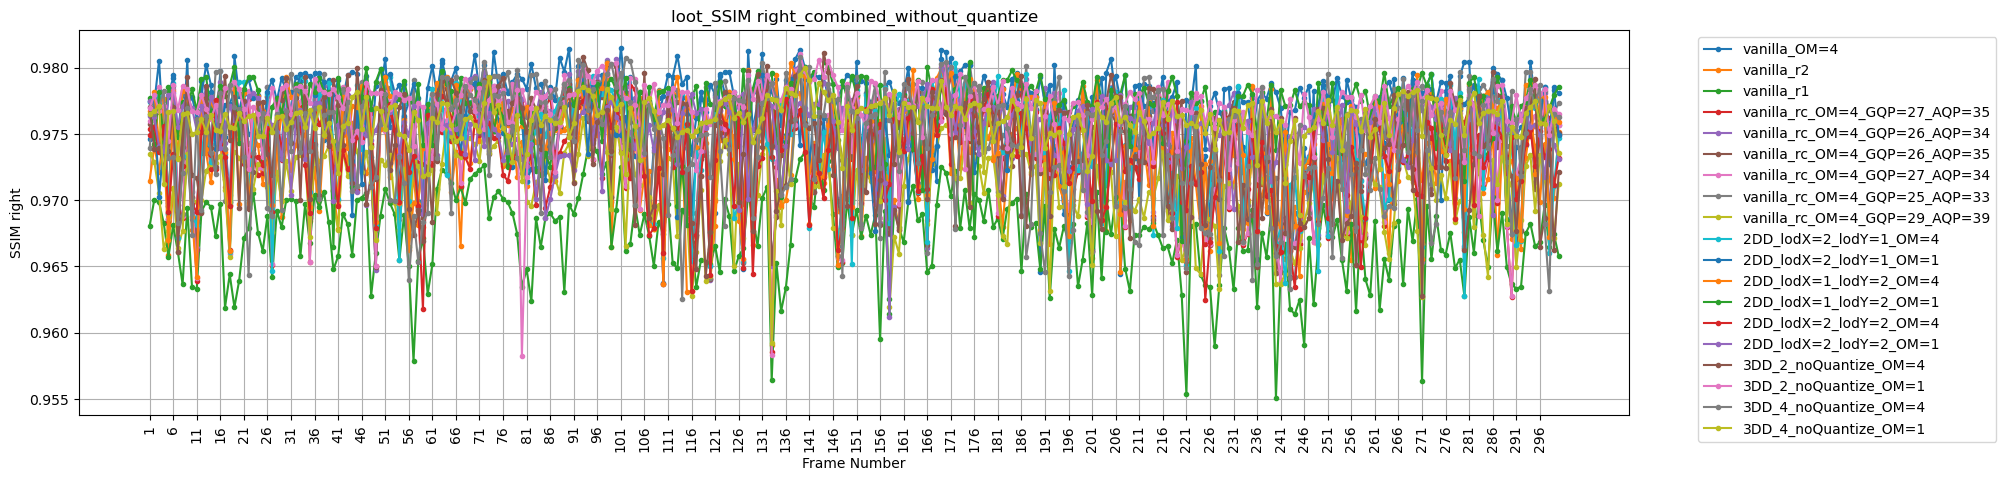 loot_SSIM right_combined_without_quantize
SSIM right
0.980
0.975
0.970
0.965
0.960
0.955
1 6 11 16 21 26 31 36 41 46 51 56 61 66 71 76 81 86 91 96 101 106 111 116 121 126 131 136 141 146 151 156 161 166 171 176 181 186 191 196 201 206 211 216 221 226 231 236 241 246 251 256 261 266 271 276 281 286 291 296
Frame Number
vanilla_OM=4
vanilla_r2
vanilla_r1
vanilla_rc_OM=4_GQP=27_AQP=35
vanilla_rc_OM=4_GQP=26_AQP=34
vanilla_rc_OM=4_GQP=26_AQP=35
vanilla_rc_OM=4_GQP=27_AQP=34
vanilla_rc_OM=4_GQP=25_AQP=33
vanilla_rc_OM=4_GQP=29_AQP=39
2DD_lodX=2_lodY=1_OM=4
2DD_lodX=2_lodY=1_OM=1
2DD_lodX=1_lodY=2_OM=4
2DD_lodX=1_lodY=2_OM=1
2DD_lodX=2_lodY=2_OM=4
2DD_lodX=2_lodY=2_OM=1
3DD_2_noQuantize_OM=4
3DD_2_noQuantize_OM=1
3DD_4_noQuantize_OM=4
3DD_4_noQuantize_OM=1